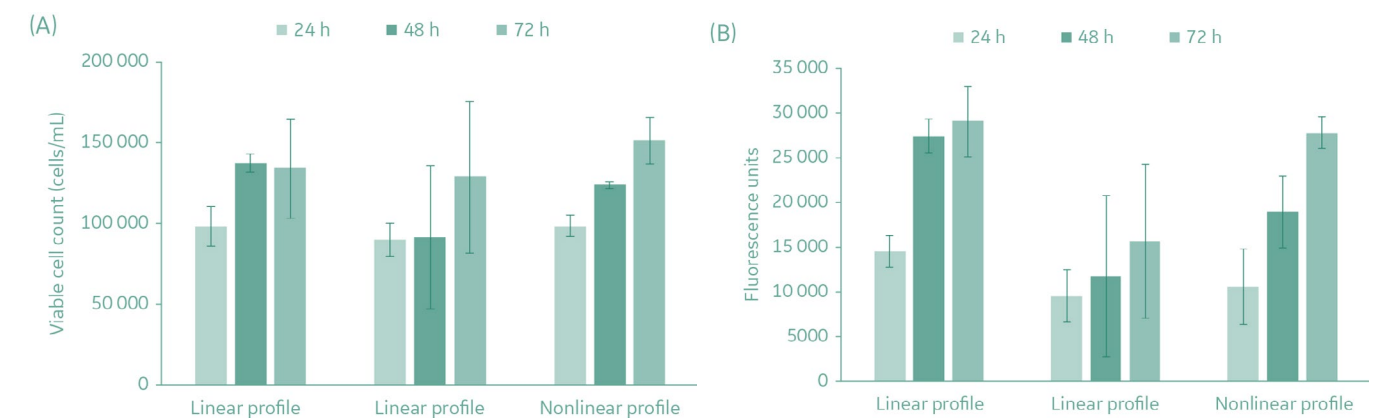 (A)
24 h 48 h 72 h
Viable cell count (cells/mL)
200 000
150 000
100 000
50 000
0
Linear profile Linear profile Nonlinear profile
(B)
24 h 48 h 72 h
Fluorescence units
35 000
30 000
25 000
20 000
15 000
10 000
5000
0
Linear profile Linear profile Nonlinear profile